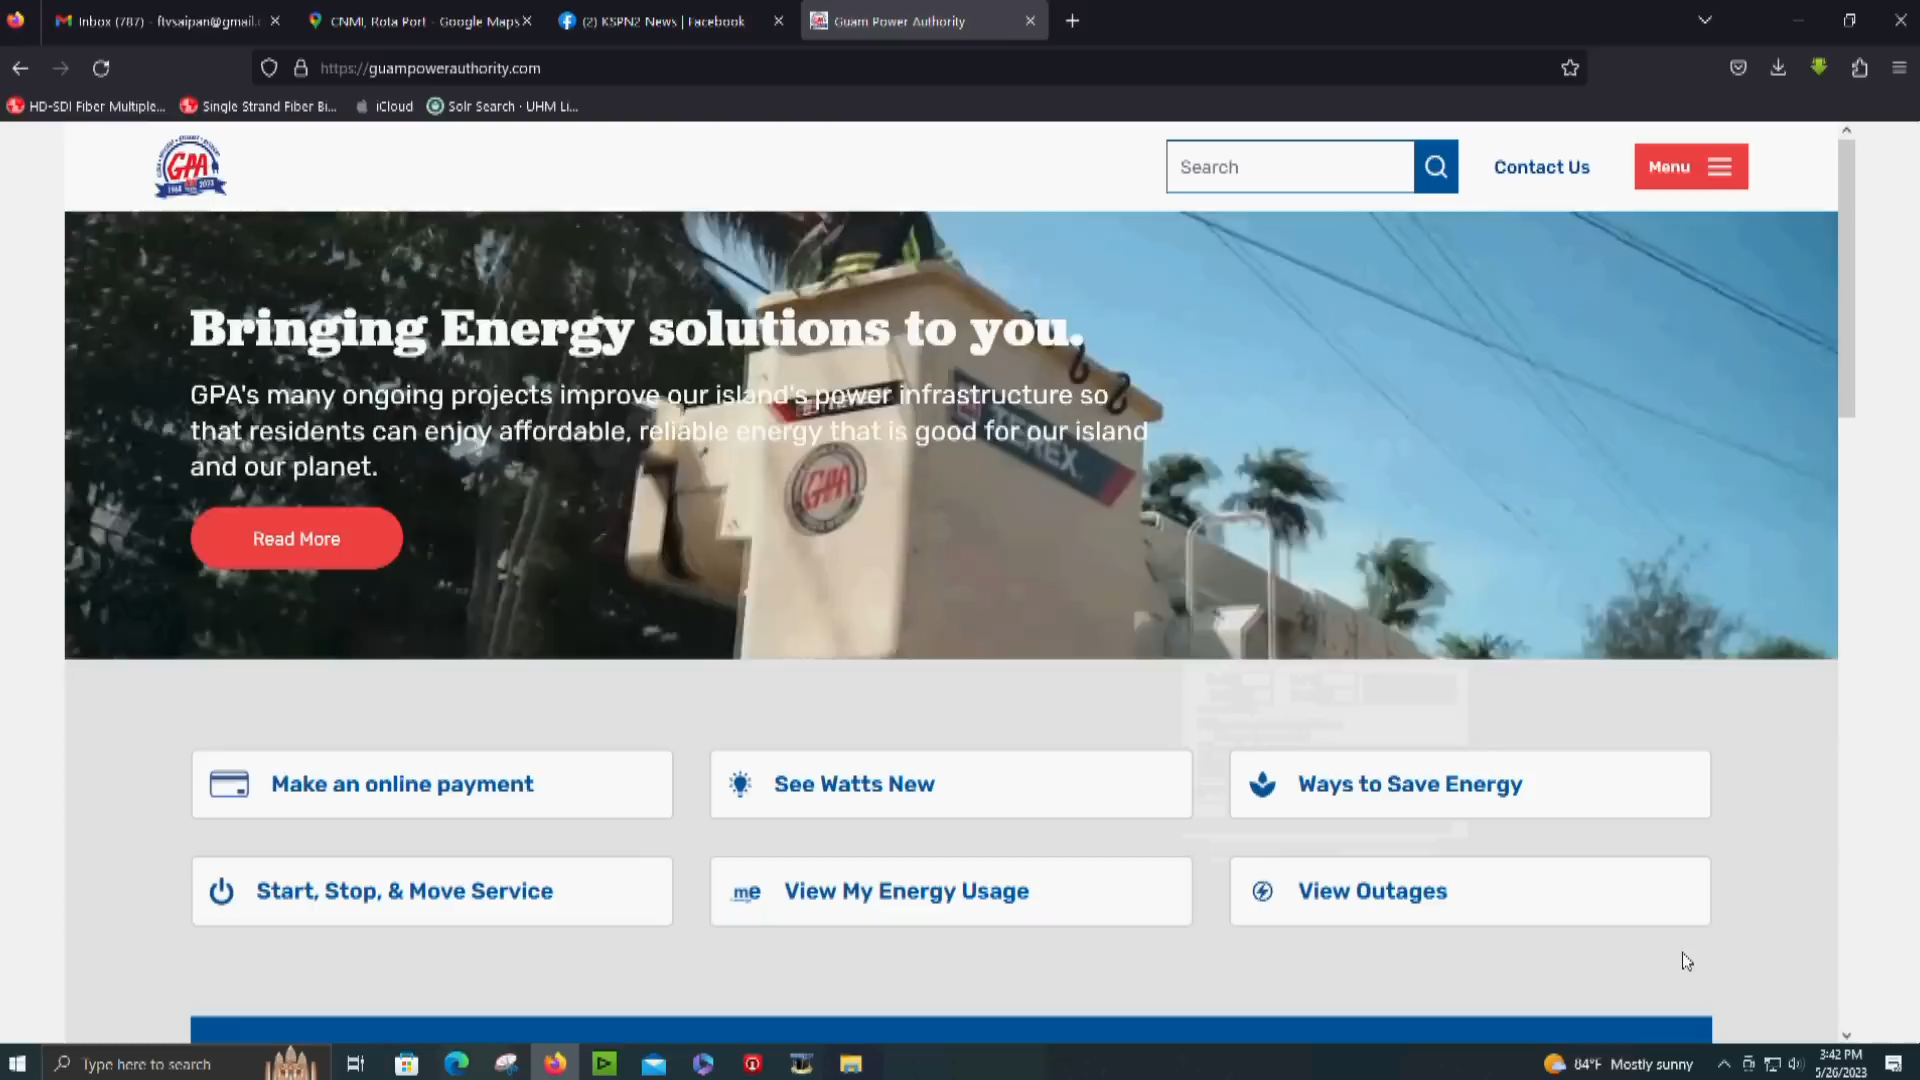 Inbox (787) - ftvsaipan@gmail.
CNMI, Rota Port - Google Maps
(2) KSPN2 News | Facebook
Guam Power Authority
https://guampowerauthority.com
HD-SDI Fiber Multiple...
Single Strand Fiber Bi...
iCloud
Solr Search · UHM Li...
GPA
Search
Contact Us
Menu
Bringing Energy solutions to you.
GPA's many ongoing projects improve our island's power infrastructure so
that residents can enjoy affordable, reliable energy that is good for our island
and our planet.
GPA
Read More
Make an online payment
See Watts New
Ways to Save Energy
Start, Stop, & Move Service
me
View My Energy Usage
View Outages
Type here to search
84°F Mostly sunny
3:42 PM
5/26/2023